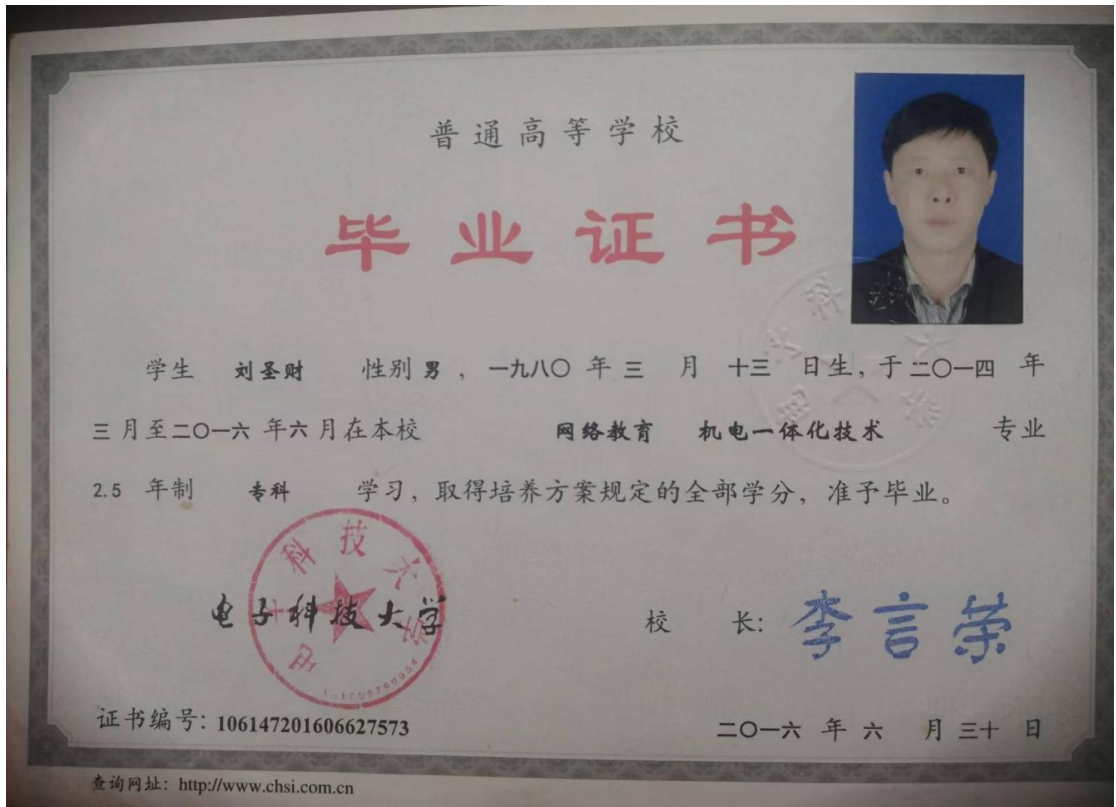 普通高等学校
毕业证书
学生 刘圣财 性别 男 , 一九八〇 年 三 月 十三 日生, 于 二〇一四 年
三 月至二〇一六 年六 月在本校 网络教育 机电一体化技术 专业
2.5 年制 专科 学习, 取得培养方案规定的全部学分, 准予毕业。
电子科技大学
电子科技大学
校 长: 李言荣
证书编号: 106147201606627573
二〇一六 年 六 月 三十 日
查询网址: http://www.chsi.com.cn